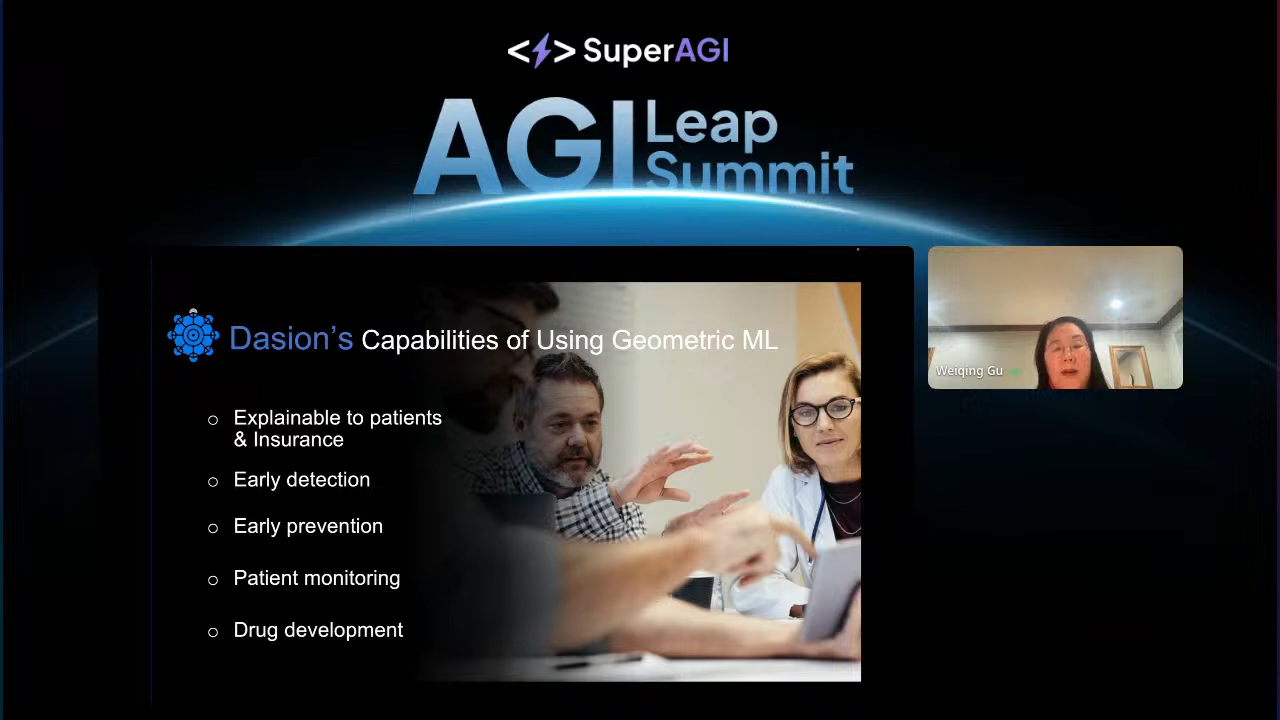 <> SuperAGI
AGI Leap
Summit
Dasion's Capabilities of Using Geometric ML
Weiqing Gu
○ Explainable to patients
& Insurance
○ Early detection
○ Early prevention
○ Patient monitoring
○ Drug development